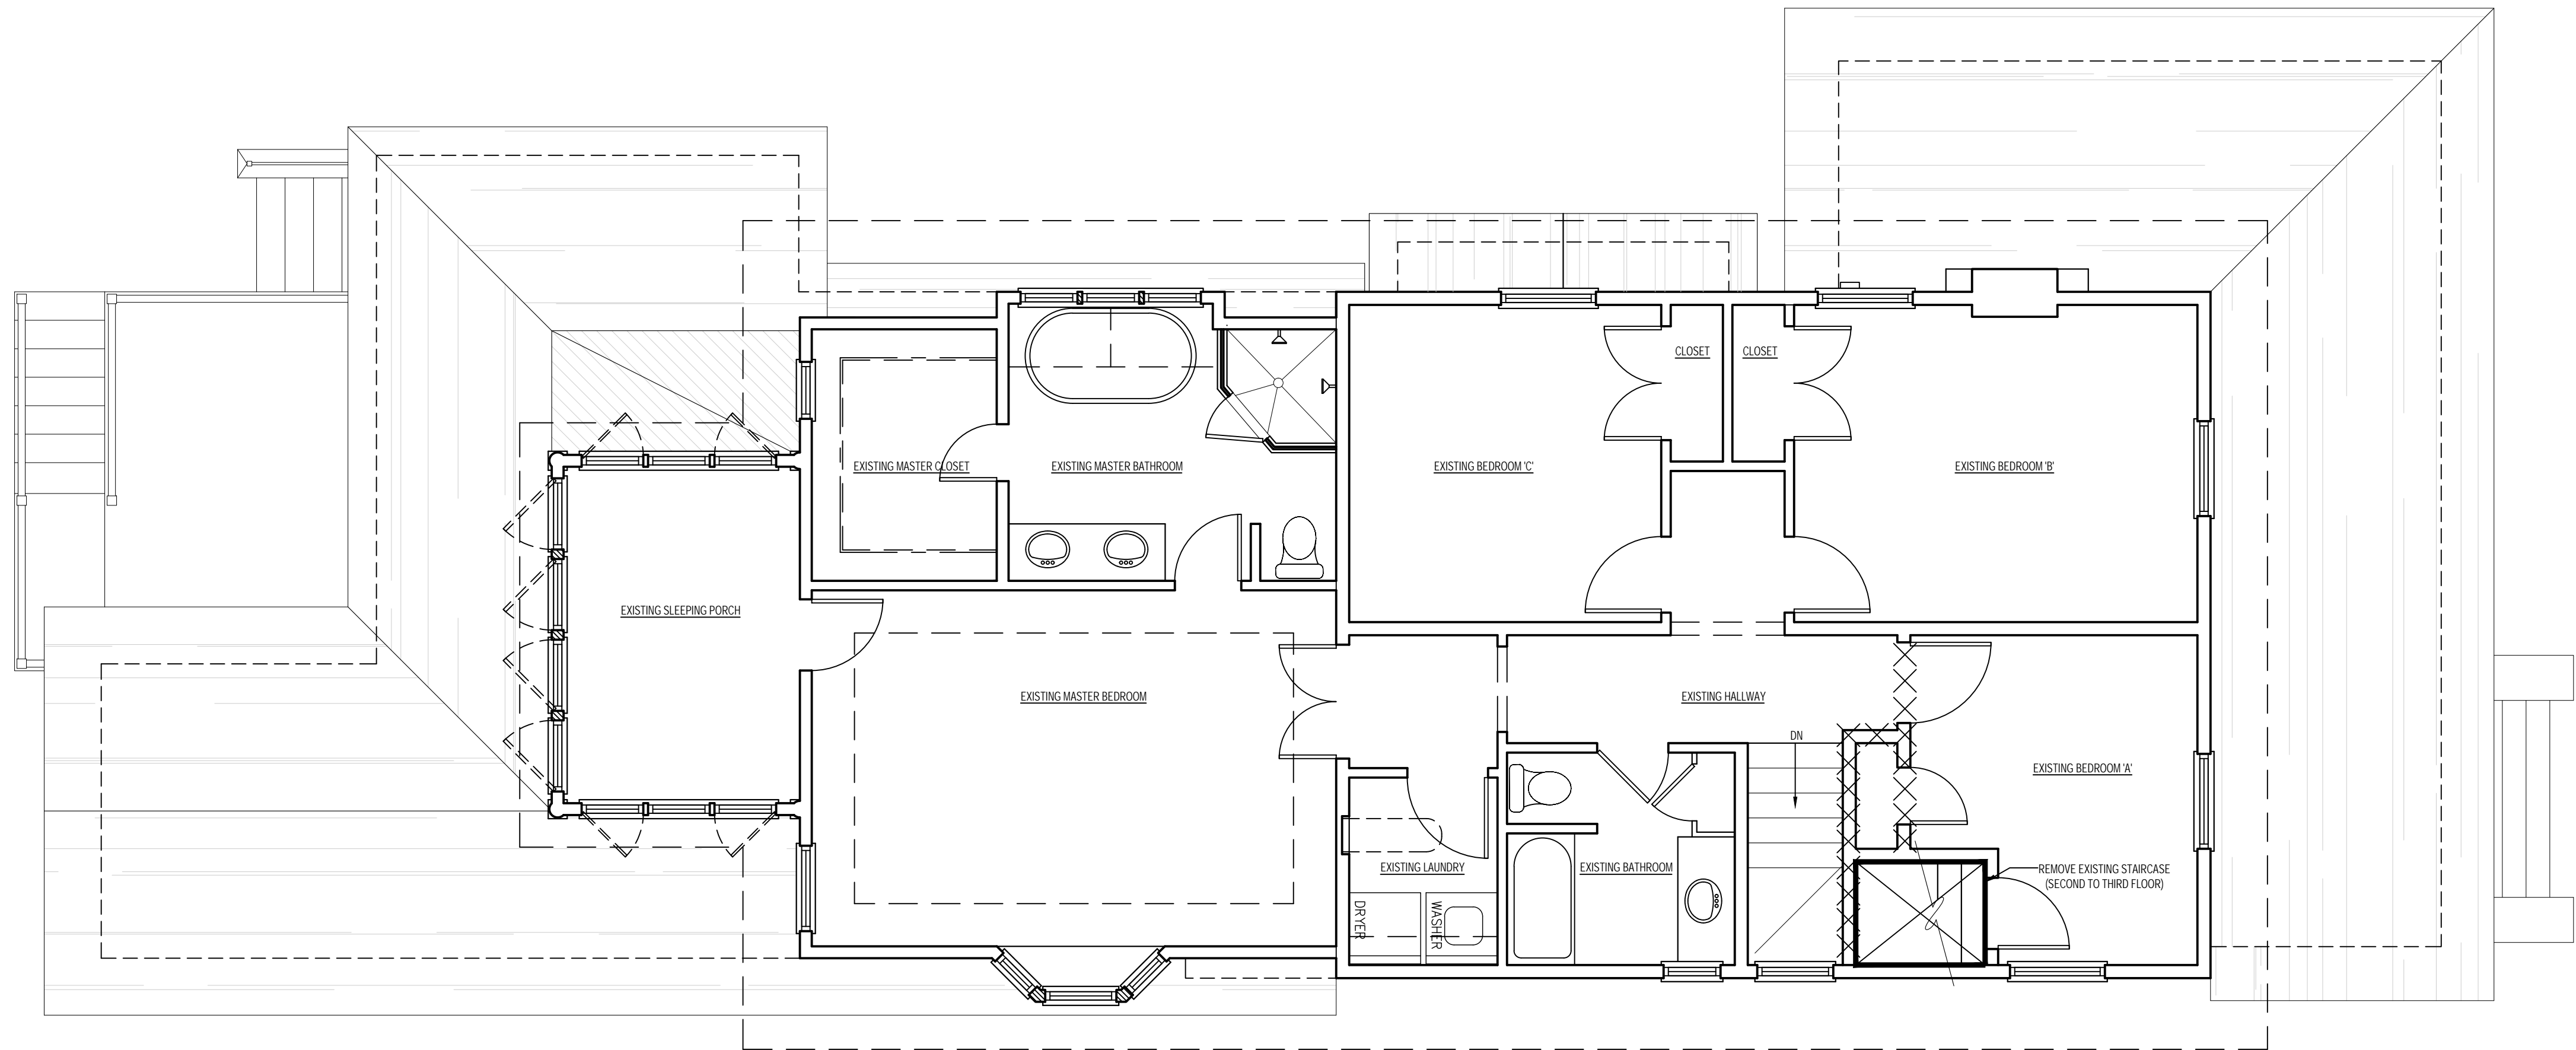 CLOSET
CLOSET
EXISTING MASTER CLOSET
EXISTING MASTER BATHROOM
EXISTING BEDROOM 'C'
EXISTING BEDROOM 'B'
EXISTING SLEEPING PORCH
EXISTING MASTER BEDROOM
EXISTING HALLWAY
DN
EXISTING BEDROOM 'A'
EXISTING LAUNDRY
EXISTING BATHROOM
REMOVE EXISTING STAIRCASE
(SECOND TO THIRD FLOOR)
DRYER
WASHER